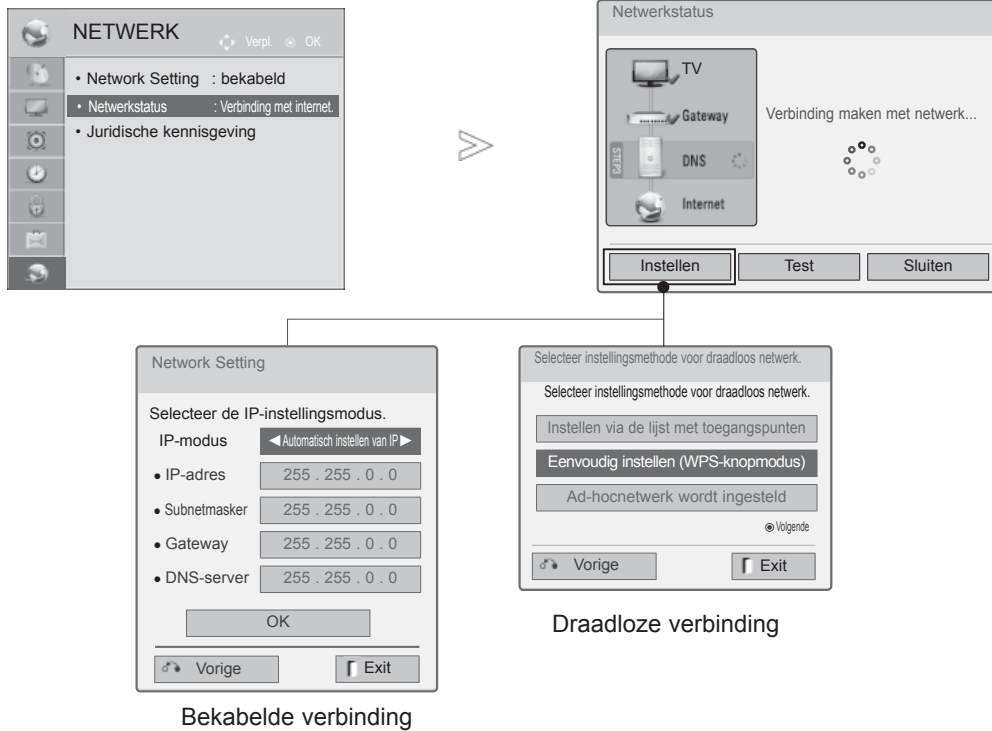 NETWERK
Verpl. OK
• Network Setting : bekabeld
• Netwerkstatus : Verbinding met internet.
• Juridische kennisgeving
Netwerkstatus
TV
Gateway
STEP3
DNS
Internet
Verbinding maken met netwerk...
Instellen
Test
Sluiten
Network Setting
Selecteer de IP-instellingsmodus.
IP-modus ◄Automatisch instellen van IP►
• IP-adres 255 . 255 . 0 . 0
• Subnetmasker 255 . 255 . 0 . 0
• Gateway 255 . 255 . 0 . 0
• DNS-server 255 . 255 . 0 . 0
OK
Vorige
Exit
Bekabelde verbinding
Selecteer instellingsmethode voor draadloos netwerk.
Selecteer instellingsmethode voor draadloos netwerk.
Instellen via de lijst met toegangspunten
Eenvoudig instellen (WPS-knopmodus)
Ad-hocnetwerk wordt ingesteld
Volgende
Vorige
Exit
Draadloze verbinding